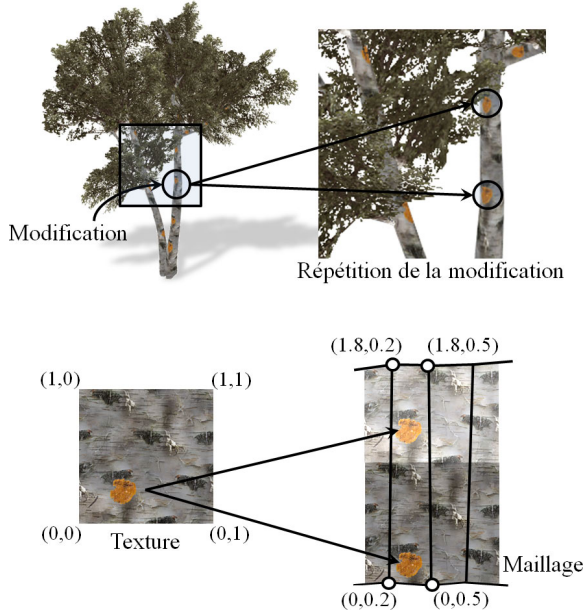 Modification
Répétition de la modification
(1.8,0.2) (1.8,0.5)
(1,0) (1,1)
(0,0) (0,1)
Texture
Maillage
(0,0.2) (0,0.5)